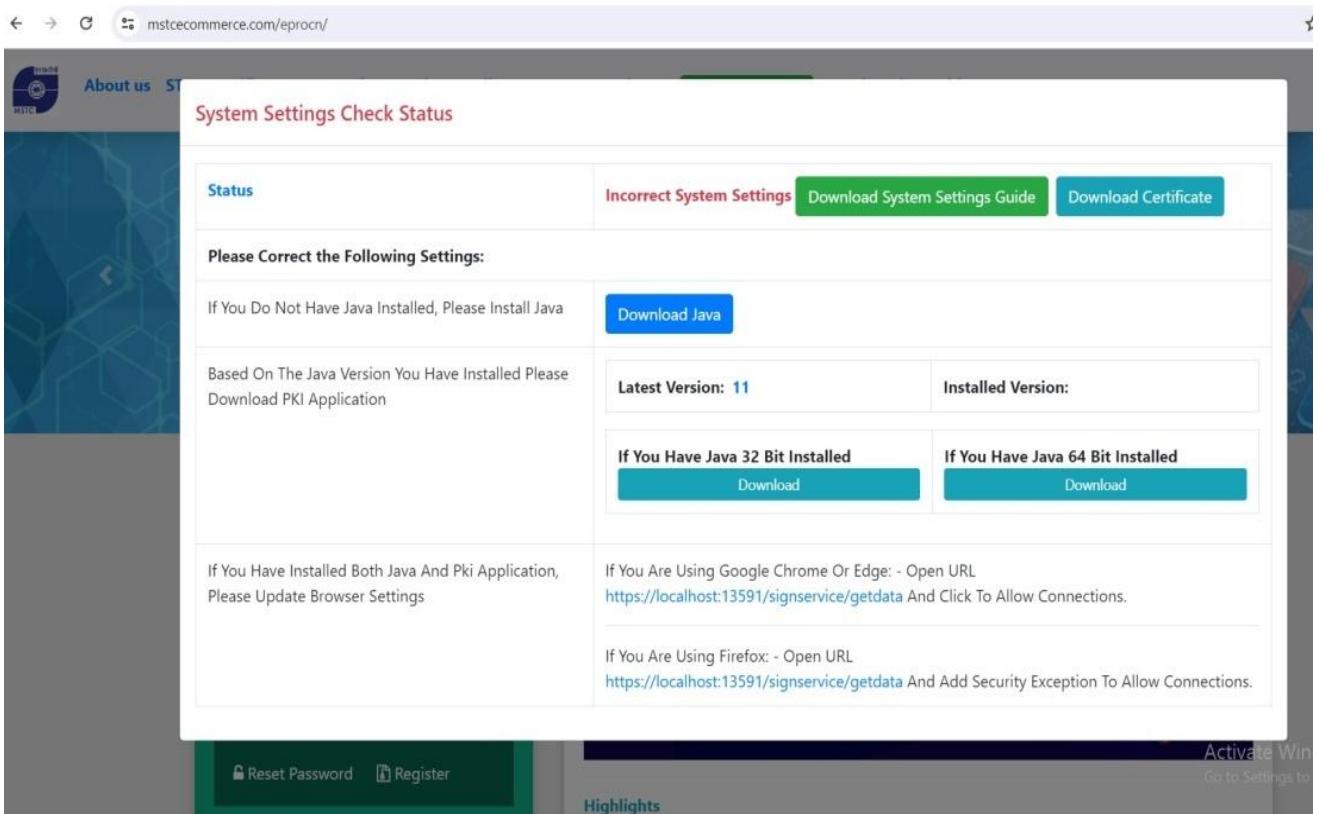 mstcecommerce.com/eprocn/
MSTC
About us ST
System Settings Check Status
Status
Incorrect System Settings Download System Settings Guide Download Certificate
Please Correct the Following Settings:
If You Do Not Have Java Installed, Please Install Java
Download Java
Based On The Java Version You Have Installed Please
Download PKI Application
Latest Version: 11
Installed Version:
If You Have Java 32 Bit Installed
Download
If You Have Java 64 Bit Installed
Download
If You Have Installed Both Java And Pki Application,
Please Update Browser Settings
If You Are Using Google Chrome Or Edge: - Open URL
https://localhost:13591/signservice/getdata And Click To Allow Connections.
If You Are Using Firefox: - Open URL
https://localhost:13591/signservice/getdata And Add Security Exception To Allow Connections.
Reset Password Register
Highlights
Activate Win
Go to Settings to